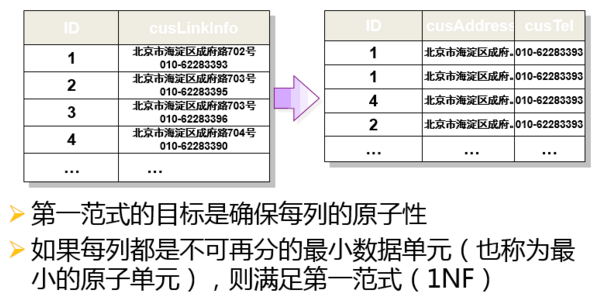 ID cusLinkInfo
1 北京市海淀区成府路702号
010-62283393
2 北京市海淀区成府路703号
010-62283395
3 北京市海淀区成府路703号
010-62283396
4 北京市海淀区成府路704号
010-62283390
... ...
ID cusAddress cusTel
1 北京市海淀区成府... 010-62283393
1 北京市海淀区成府... 010-62283393
4 北京市海淀区成府... 010-62283393
2 北京市海淀区成府... 010-62283393
... ... ...
第一范式的目标是确保每列的原子性
如果每列都是不可再分的最小数据单元（也称为最
小的原子单元），则满足第一范式（1NF）